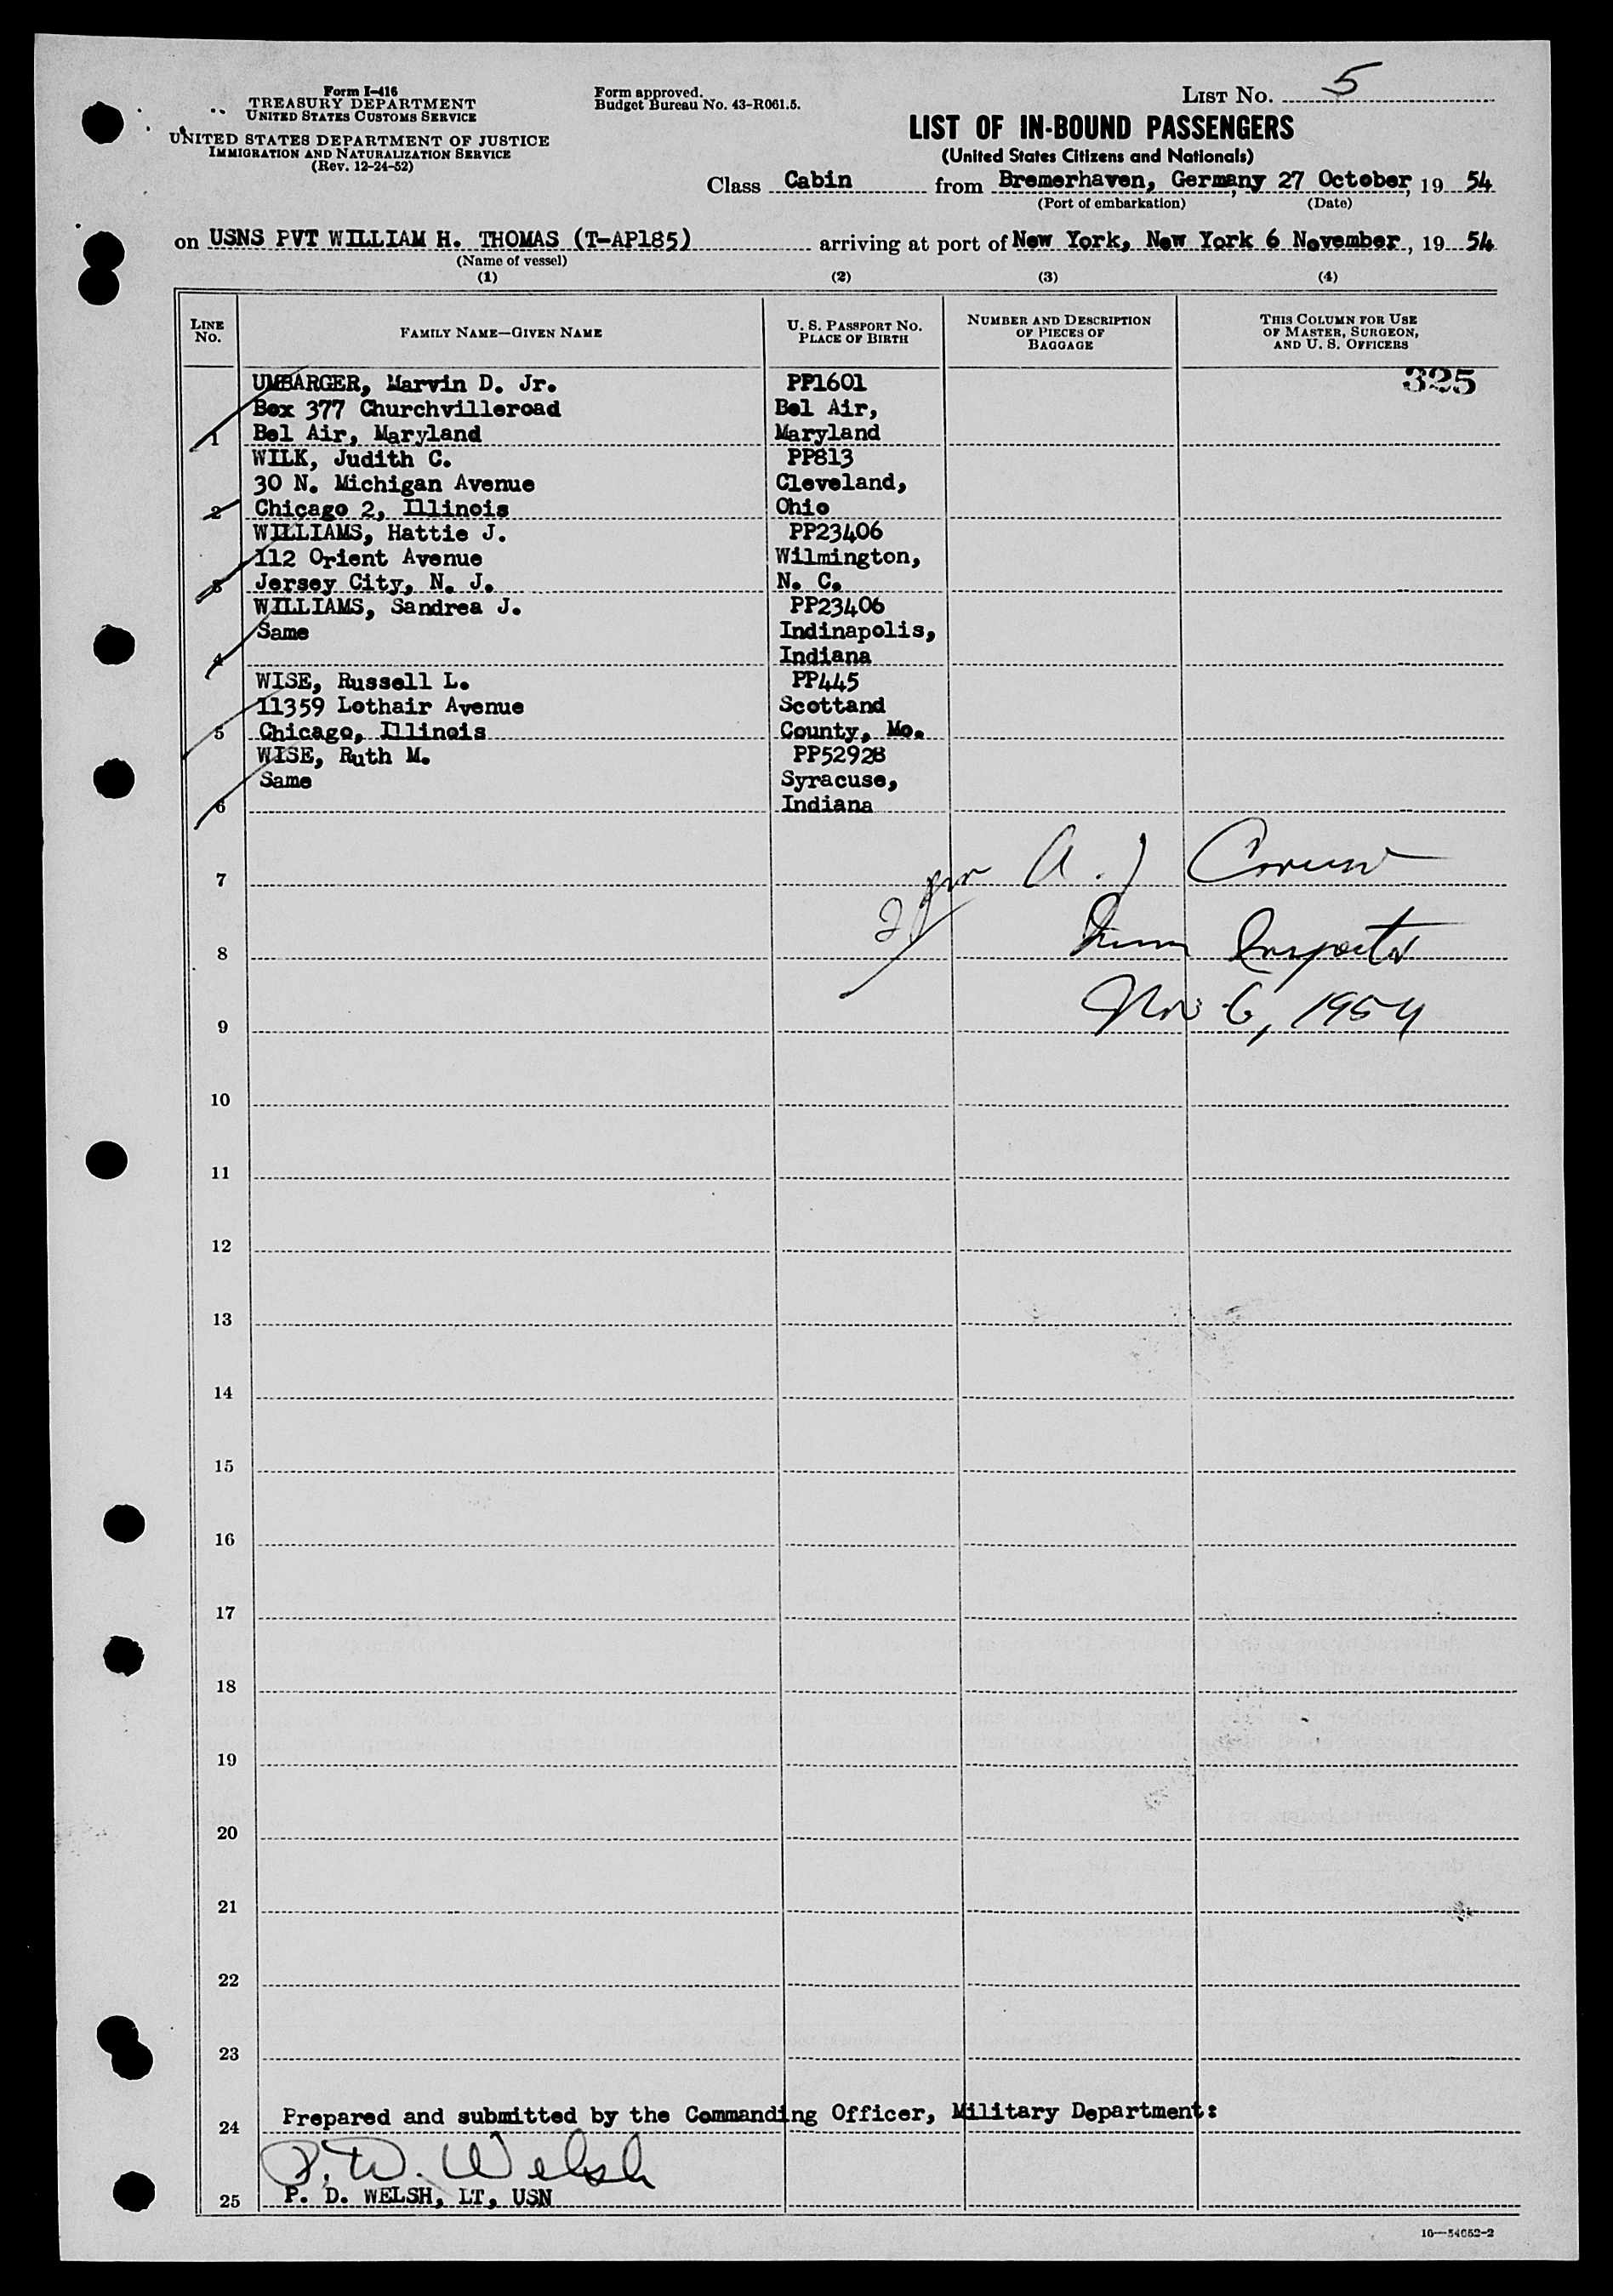 Form I-416
TREASURY DEPARTMENT
UNITED STATES CUSTOMS SERVICE
UNITED STATES DEPARTMENT OF JUSTICE
IMMIGRATION AND NATURALIZATION SERVICE
(Rev. 12-24-52)
Form approved.
Budget Bureau No. 43-R061.5.
LIST NO. 5
LIST OF IN-BOUND PASSENGERS
(United States Citizens and Nationals)
Class Cabin from Bremerhaven, Germany 27 October, 19 54
(Port of embarkation) (Date)
on USNS PVT WILLIAM H. THOMAS (T-AP185) arriving at port of New York, New York 6 November, 19 54
(Name of vessel)
(1) (2) (3) (4)
LINE NO.
FAMILY NAME—GIVEN NAME
U. S. PASSPORT NO.
PLACE OF BIRTH
NUMBER AND DESCRIPTION
OF PIECES OF
BAGGAGE
THIS COLUMN FOR USE
OF MASTER, SURGEON,
AND U. S. OFFICERS
UMBARGER, Marvin D. Jr. PP1601 325
Box 377 Churchvilleroad Bel Air,
1 Bel Air, Maryland Maryland
WILK, Judith C. PP813
30 N. Michigan Avenue Cleveland,
2 Chicago 2, Illinois Ohio
WILLIAMS, Hattie J. PP23406
112 Orient Avenue Wilmington,
3 Jersey City, N. J. N. C.
WILLIAMS, Sandrea J. PP23406
Same Indinapolis,
4 Indiana
WISE, Russell L. PP445
11359 Lothair Avenue Scottand
5 Chicago, Illinois County, Mo.
WISE, Ruth M. PP52928
Same Syracuse,
6 Indiana
7 A. J
8 Inspector
9 Nov 6, 1954
10
11
12
13
14
15
16
17
18
19
20
21
22
23
24 Prepared and submitted by the Commanding Officer, Military Department:
P. D. Welsh
25 P. D. WELSH, LT, USN
16—54652-2